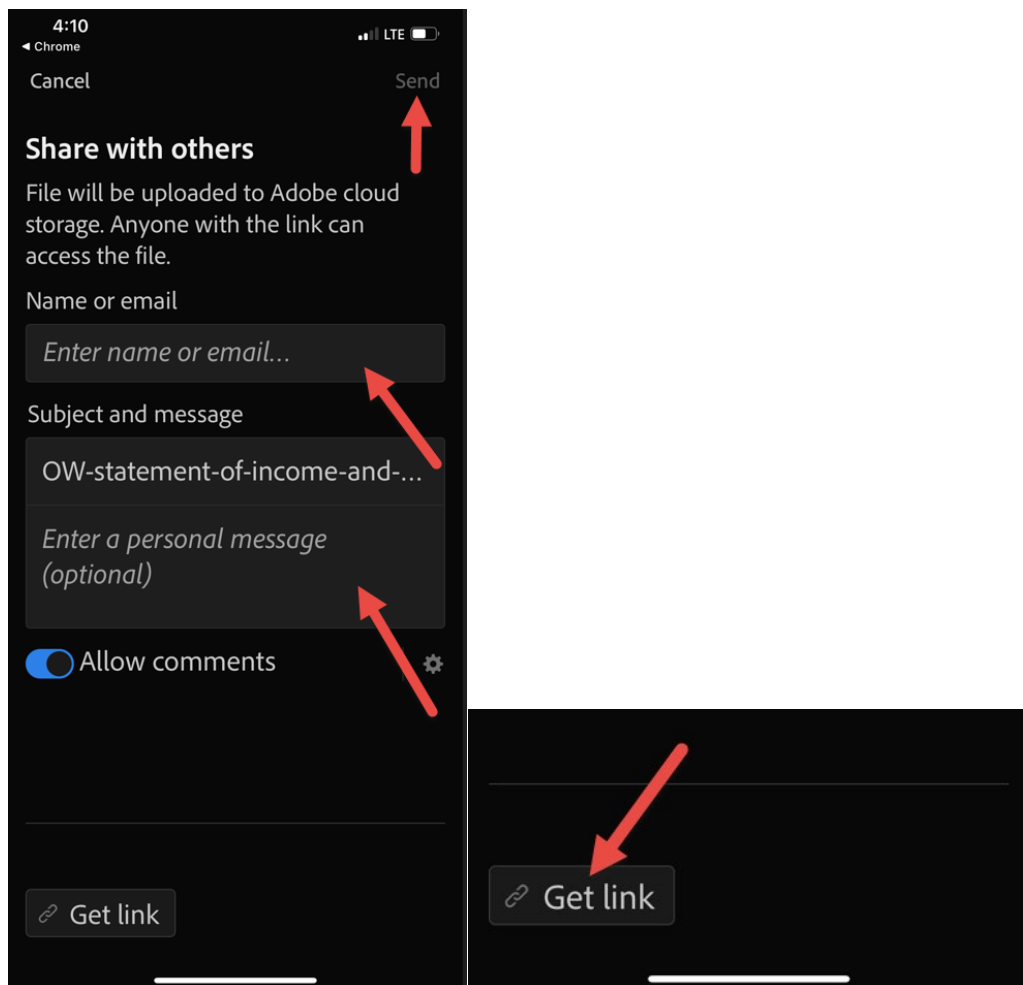 4:10
LTE
◀ Chrome
Cancel
Send
Share with others
File will be uploaded to Adobe cloud
storage. Anyone with the link can
access the file.
Name or email
Enter name or email...
Subject and message
OW-statement-of-income-and-...
Enter a personal message
(optional)
Allow comments
Get link
Get link